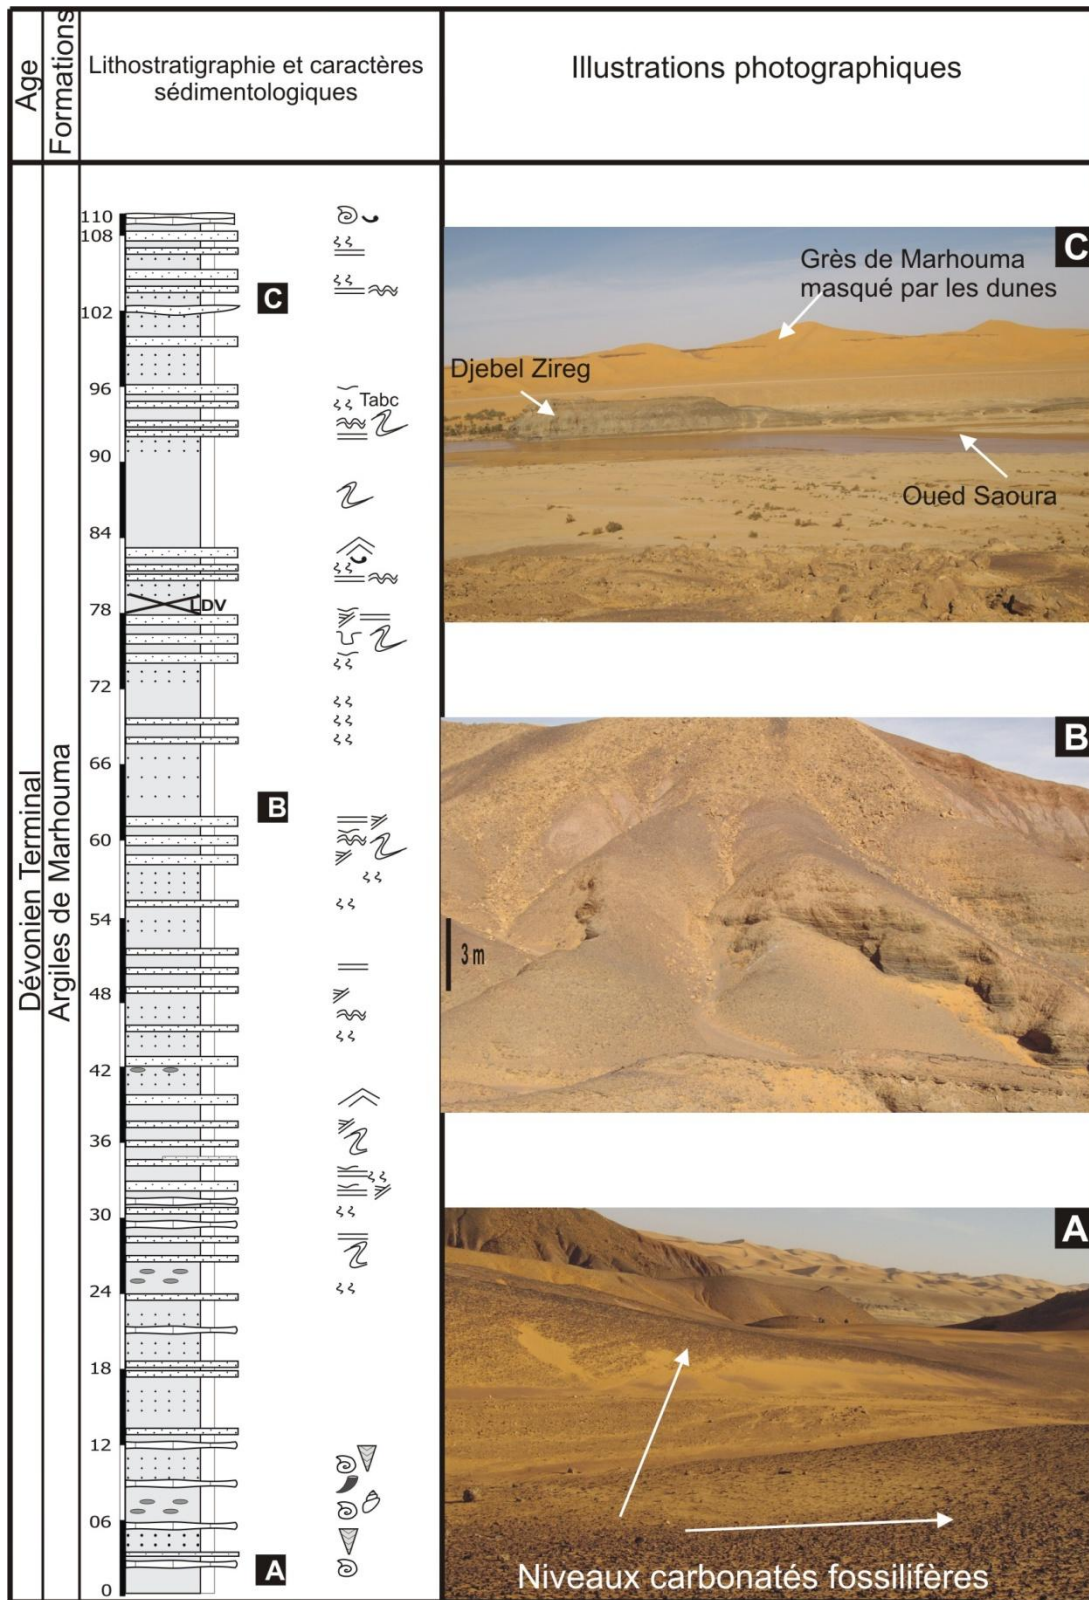 Age
Formations
Lithostratigraphie et caractères
sédimentologiques
Illustrations photographiques
Dévonien Terminal
Argiles de Marhouma
110
108
102
96
90
84
78
72
66
60
54
48
42
36
30
24
18
12
06
0
LDV
Tabc
C
B
A
C
Grès de Marhouma
masqué par les dunes
Djebel Zireg
Oued Saoura
B
3 m
A
Niveaux carbonatés fossilifères